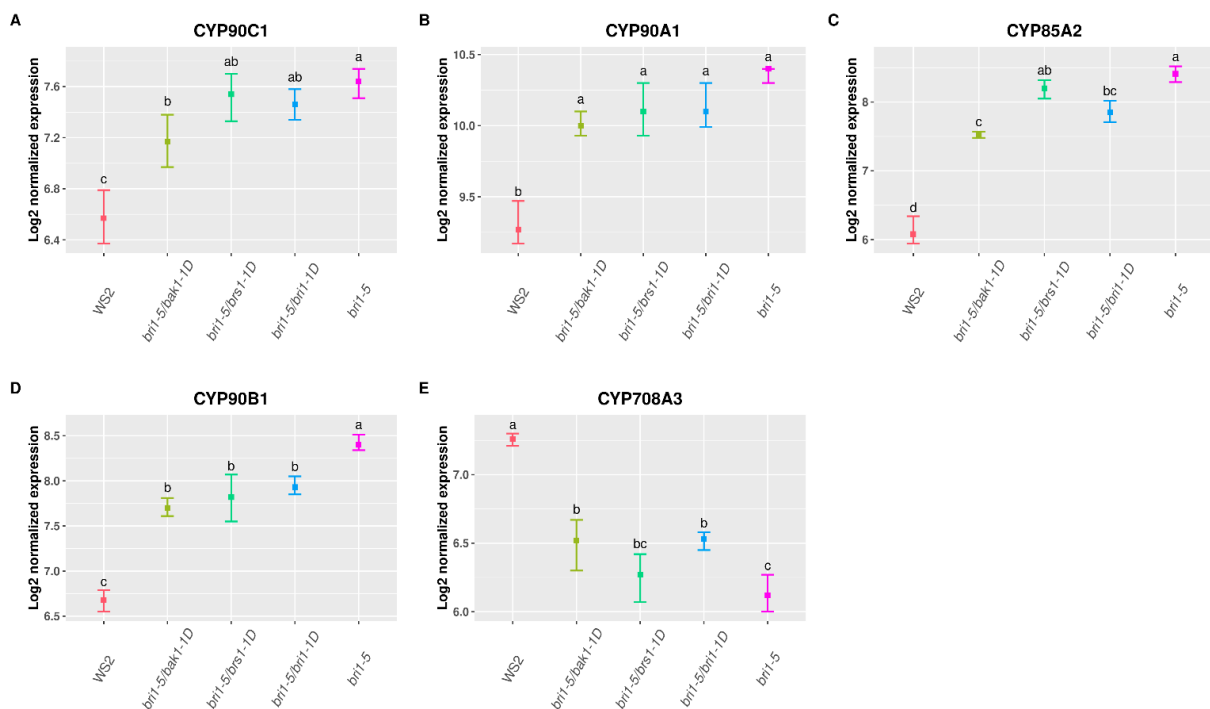 A
CYP90C1
Log2 normalized expression
7.6
7.2
6.8
6.4
c
b
ab
ab
a
WS2
bri1-5/bak1-1D
bri1-5/brs1-1D
bri1-5/bri1-1D
bri1-5
B
CYP90A1
Log2 normalized expression
10.5
10.0
9.5
b
a
a
a
a
WS2
bri1-5/bak1-1D
bri1-5/brs1-1D
bri1-5/bri1-1D
bri1-5
C
CYP85A2
Log2 normalized expression
8
7
6
d
c
ab
bc
a
WS2
bri1-5/bak1-1D
bri1-5/brs1-1D
bri1-5/bri1-1D
bri1-5
D
CYP90B1
Log2 normalized expression
8.5
8.0
7.5
7.0
6.5
c
b
b
b
a
WS2
bri1-5/bak1-1D
bri1-5/brs1-1D
bri1-5/bri1-1D
bri1-5
E
CYP708A3
Log2 normalized expression
7.0
6.5
6.0
a
b
bc
b
c
WS2
bri1-5/bak1-1D
bri1-5/brs1-1D
bri1-5/bri1-1D
bri1-5